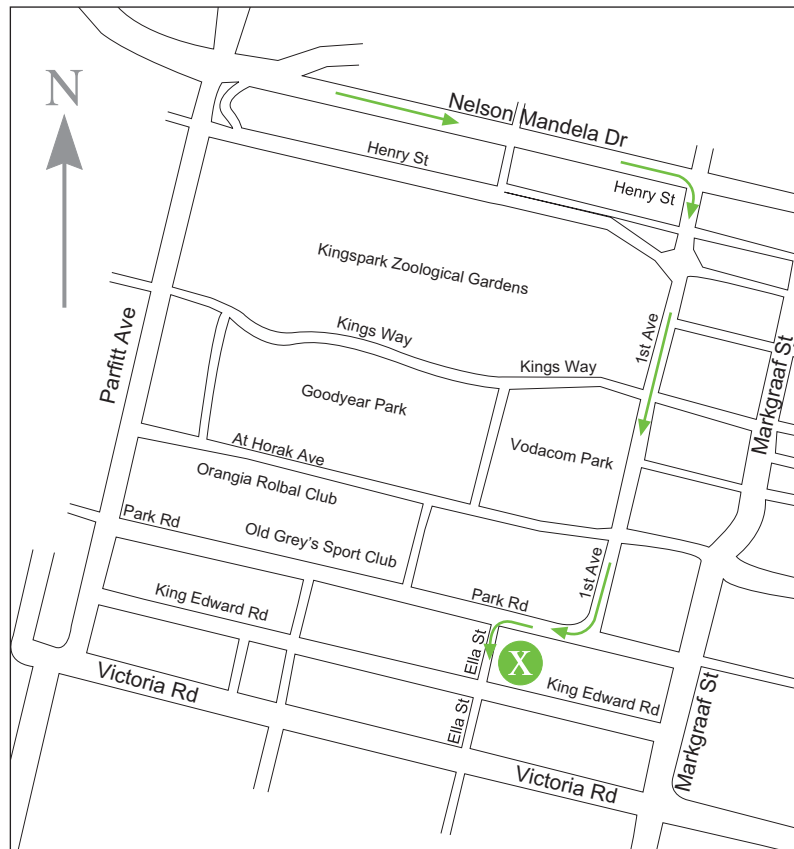 N
Nelson Mandela Dr
Henry St
Henry St
Kingspark Zoological Gardens
Kings Way
Kings Way
1st Ave
Parfitt Ave
Markgraaf St
Goodyear Park
At Horak Ave
Vodacom Park
Orangia Rolbal Club
Park Rd
Old Grey's Sport Club
1st Ave
King Edward Rd
Park Rd
Ella St
X
King Edward Rd
Victoria Rd
Ella St
Markgraaf St
Victoria Rd